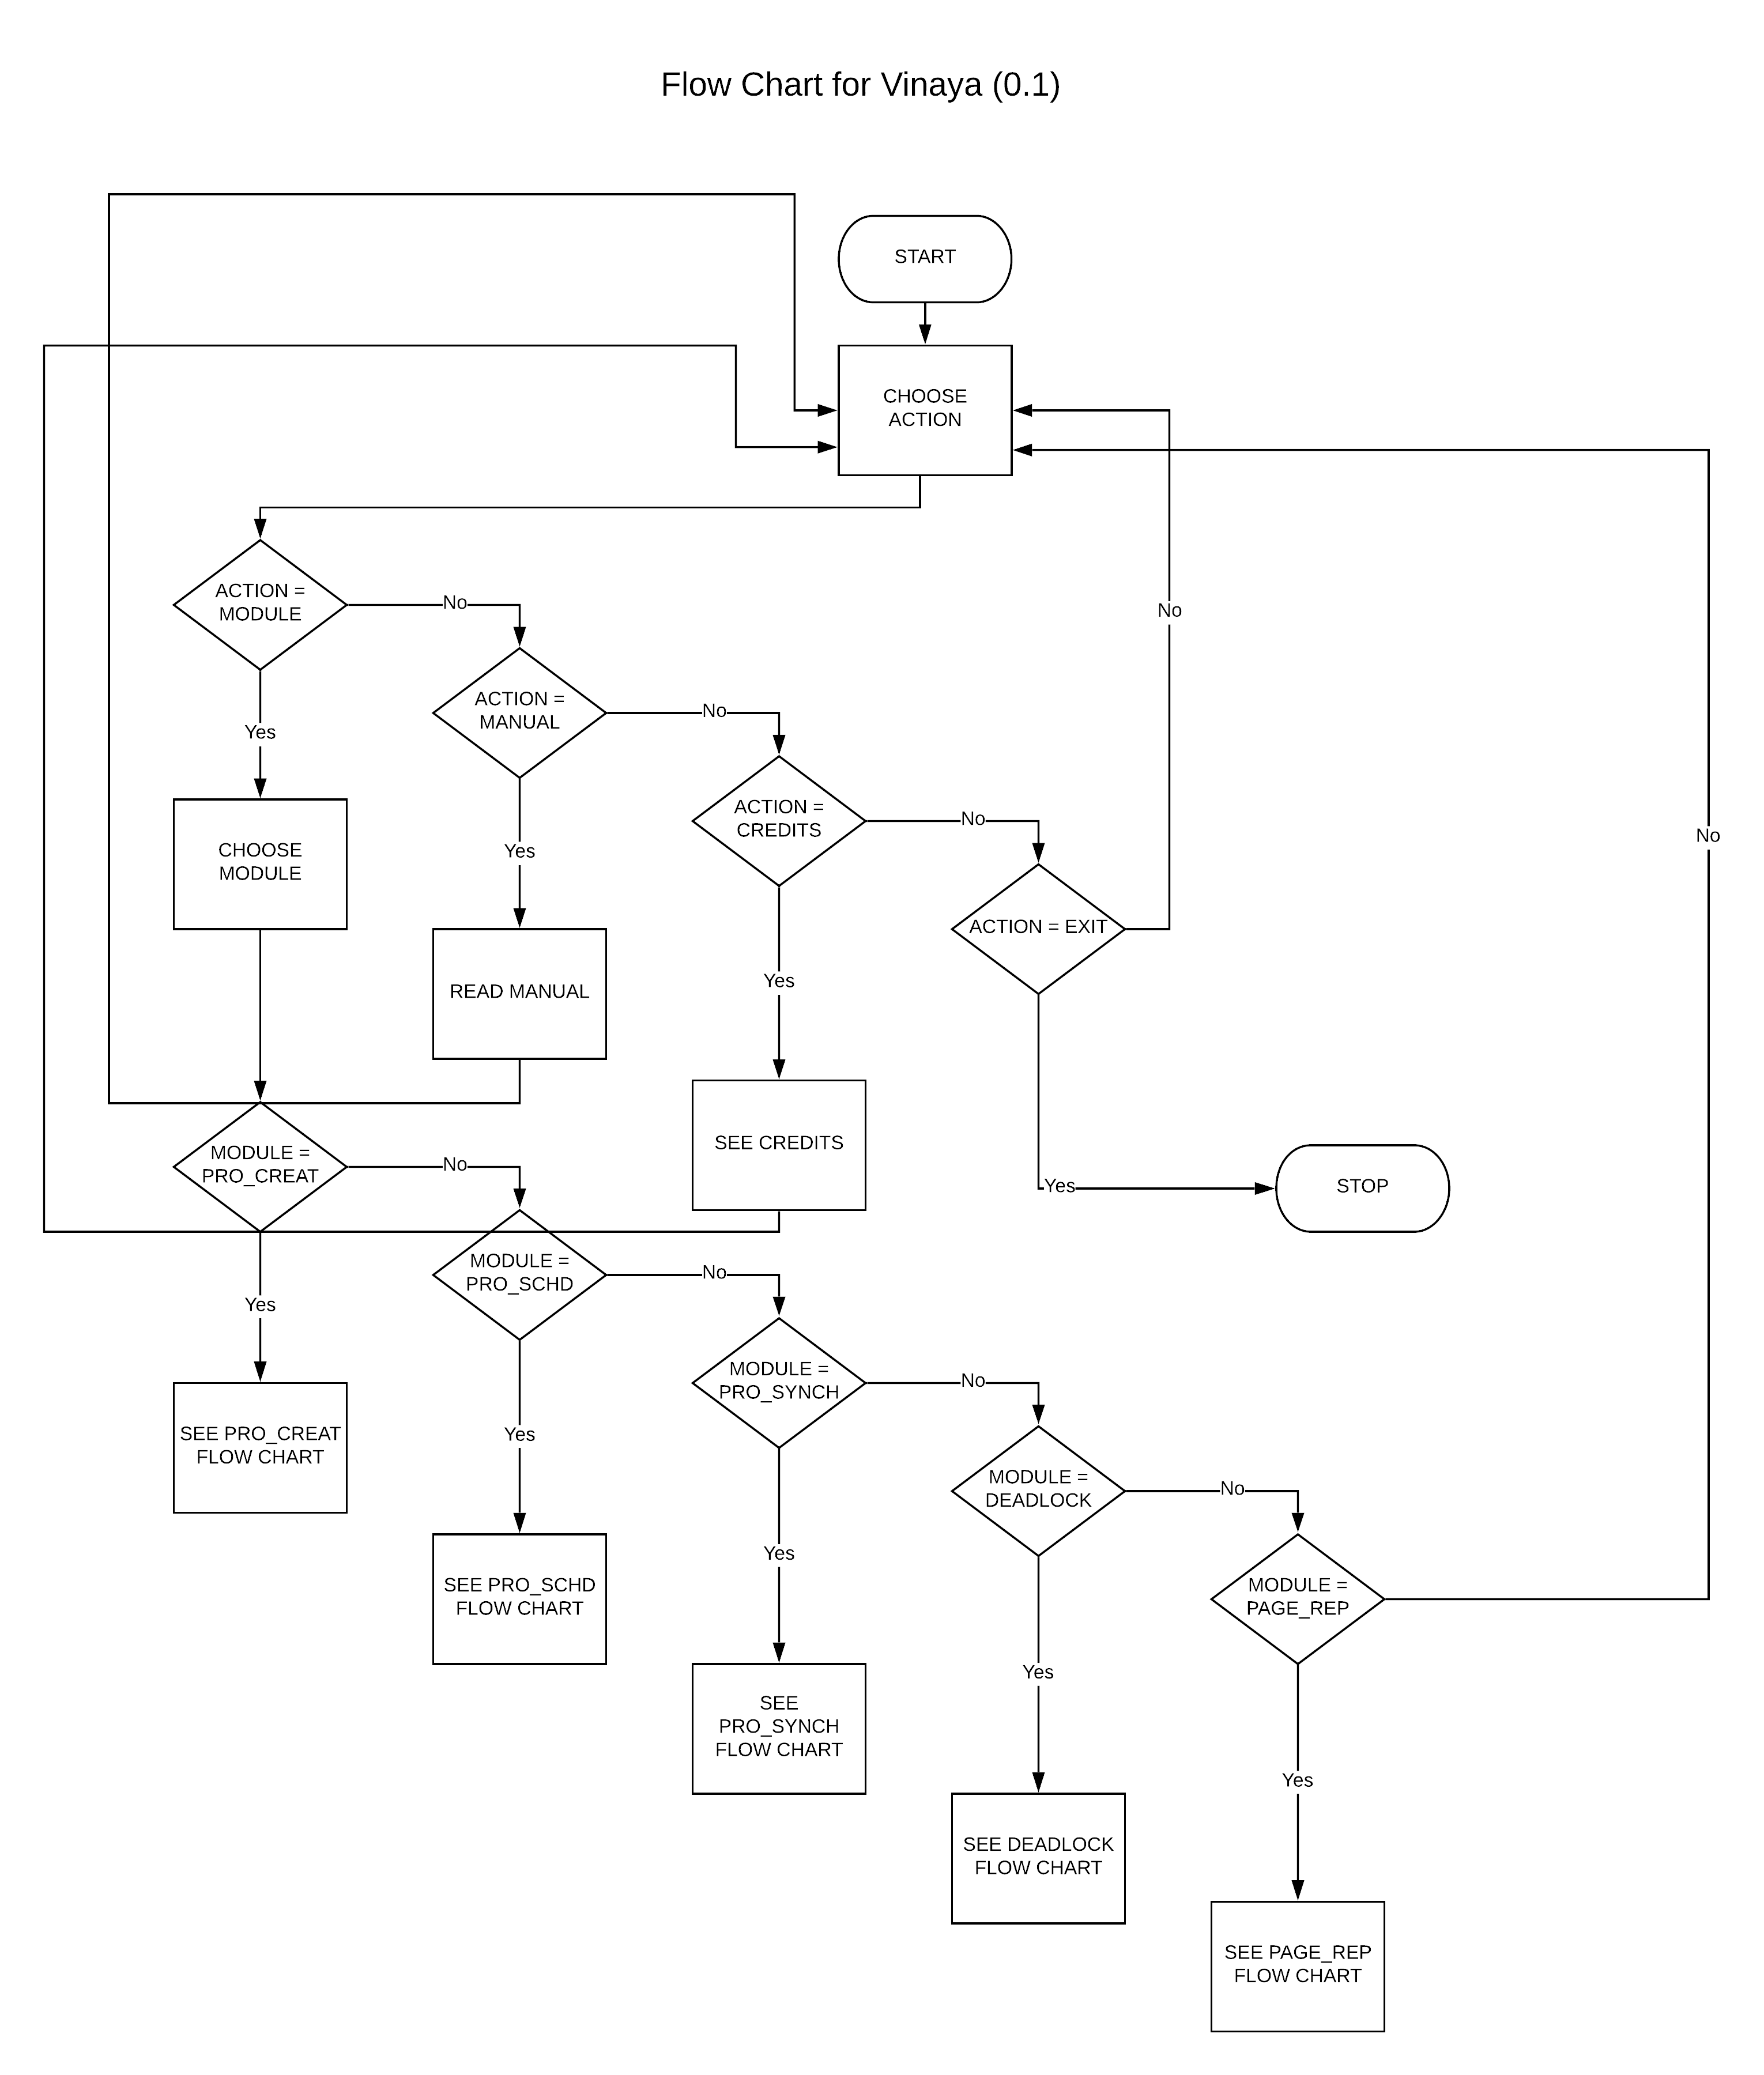 Flow Chart for Vinaya (0.1)
START
CHOOSE
ACTION
ACTION =
MODULE
No
Yes
ACTION =
MANUAL
No
Yes
ACTION =
CREDITS
No
Yes
ACTION = EXIT
No
Yes
STOP
CHOOSE
MODULE
READ MANUAL
SEE CREDITS
MODULE =
PRO_CREAT
No
Yes
MODULE =
PRO_SCHD
No
Yes
MODULE =
PRO_SYNCH
No
Yes
MODULE =
DEADLOCK
No
Yes
MODULE =
PAGE_REP
No
Yes
SEE PRO_CREAT
FLOW CHART
SEE PRO_SCHD
FLOW CHART
SEE
PRO_SYNCH
FLOW CHART
SEE DEADLOCK
FLOW CHART
SEE PAGE_REP
FLOW CHART